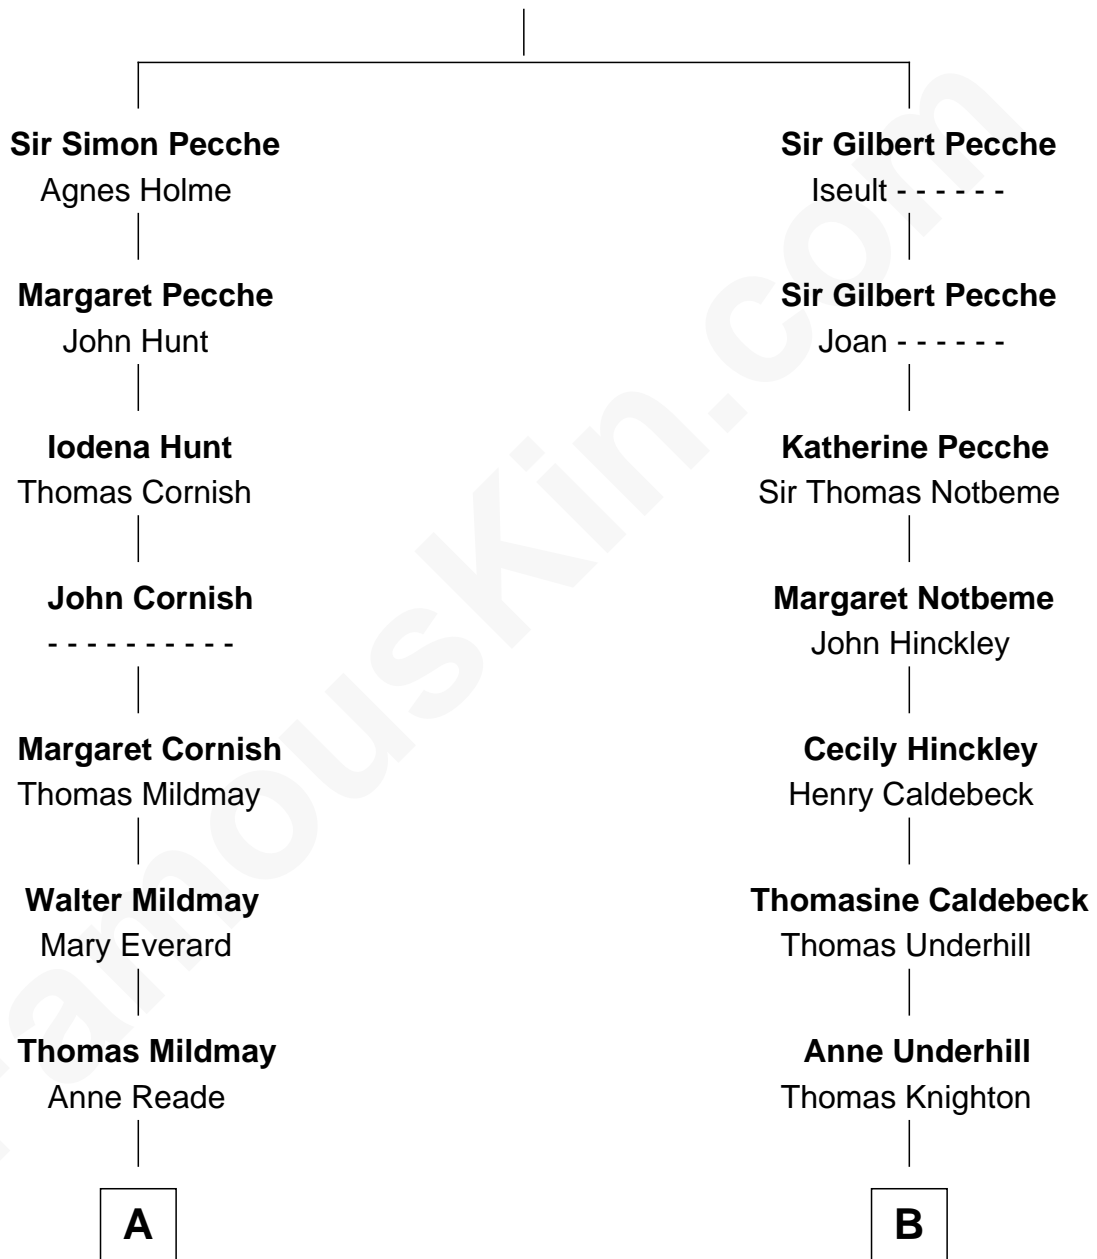 Sir Simon Pecche
Agnes Holme
Margaret Pecche
John Hunt
Iodena Hunt
Thomas Cornish
John Cornish
- - - - - - - - - -
Margaret Cornish
Thomas Mildmay
Walter Mildmay
Mary Everard
Thomas Mildmay
Anne Reade
A
Sir Gilbert Pecche
Iseult - - - - - -
Sir Gilbert Pecche
Joan - - - - - -
Katherine Pecche
Sir Thomas Notbeme
Margaret Notbeme
John Hinckley
Cecily Hinckley
Henry Caldebeck
Thomasine Caldebeck
Thomas Underhill
Anne Underhill
Thomas Knighton
B
FamousKin.com